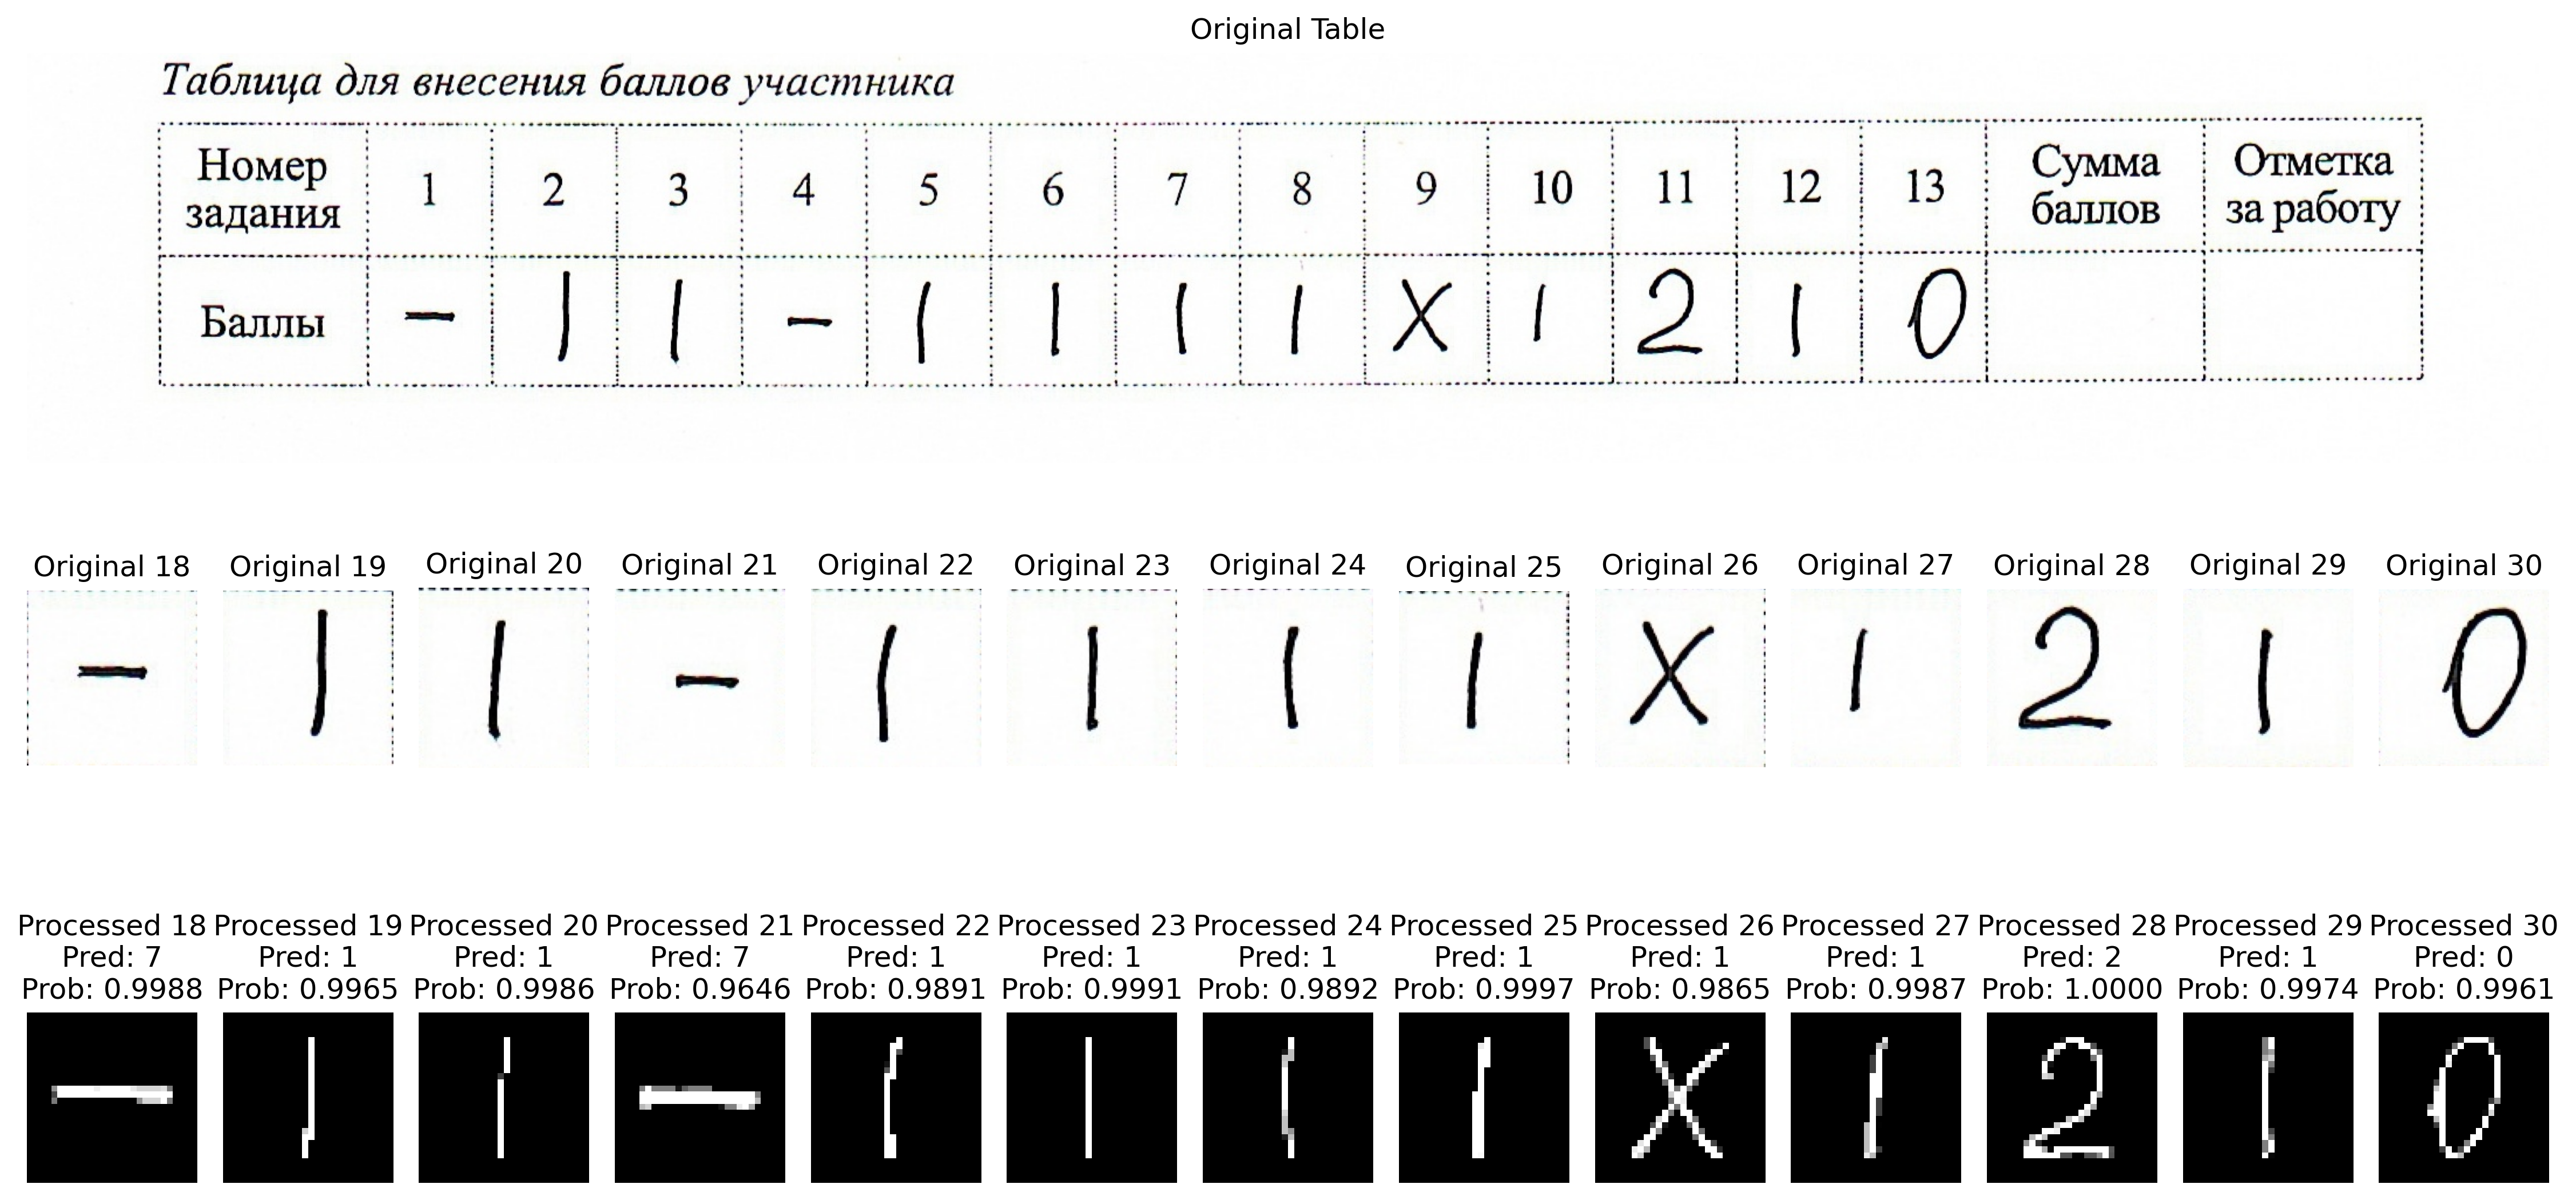 Original Table
Таблица для внесения баллов участника
Номер задания 1 2 3 4 5 6 7 8 9 10 11 12 13 Сумма баллов Отметка за работу
Баллы - 1 1 - 1 1 1 1 X 1 2 1 0
Original 18 Original 19 Original 20 Original 21 Original 22 Original 23 Original 24 Original 25 Original 26 Original 27 Original 28 Original 29 Original 30
- 1 1 - 1 1 1 1 X 1 2 1 0
Processed 18 Processed 19 Processed 20 Processed 21 Processed 22 Processed 23 Processed 24 Processed 25 Processed 26 Processed 27 Processed 28 Processed 29 Processed 30
Pred: 7 Pred: 1 Pred: 1 Pred: 7 Pred: 1 Pred: 1 Pred: 1 Pred: 1 Pred: 1 Pred: 1 Pred: 2 Pred: 1 Pred: 0
Prob: 0.9988 Prob: 0.9965 Prob: 0.9986 Prob: 0.9646 Prob: 0.9891 Prob: 0.9991 Prob: 0.9892 Prob: 0.9997 Prob: 0.9865 Prob: 0.9987 Prob: 1.0000 Prob: 0.9974 Prob: 0.9961
- 1 1 - 1 1 1 1 X 1 2 1 0